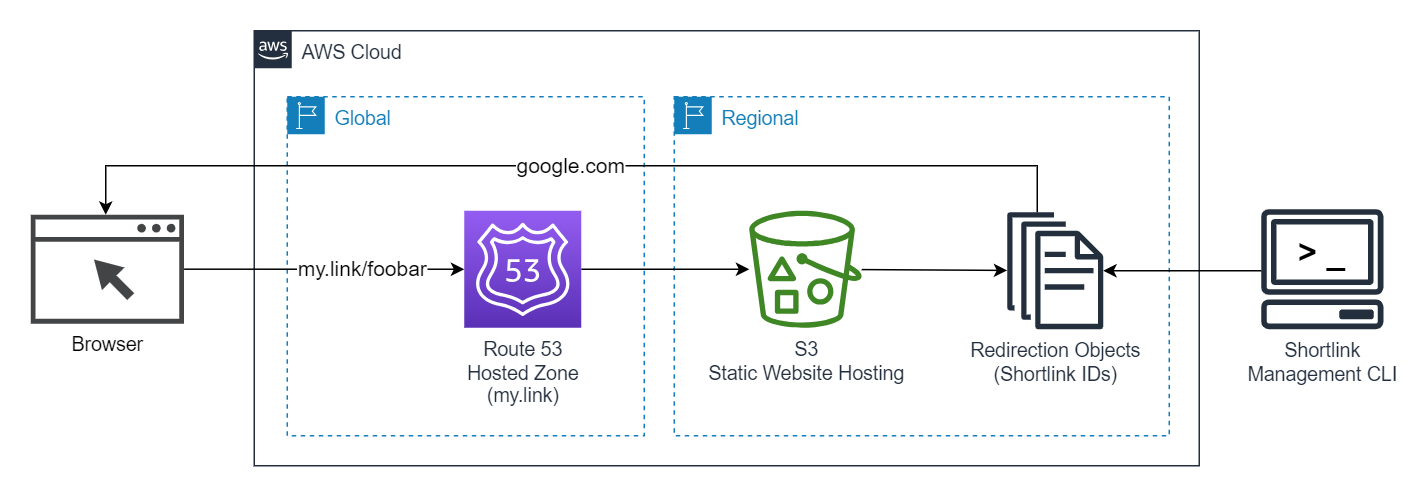 aws
AWS Cloud
Global
Regional
google.com
my.link/foobar
53
>_
Browser
Route 53
Hosted Zone
(my.link)
S3
Static Website Hosting
Redirection Objects
(Shortlink IDs)
Shortlink
Management CLI